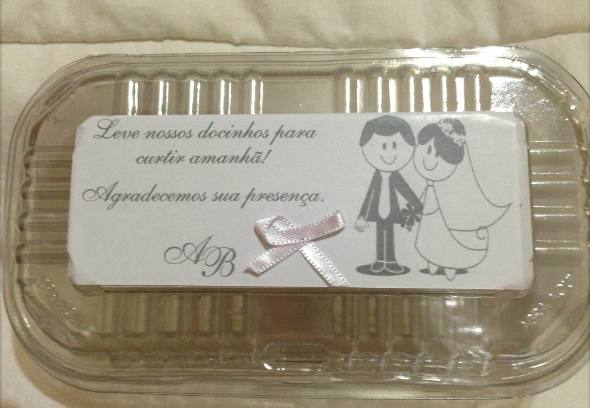 Leve nossos docinhos para
curtir amanhã!
Agradecemos sua presença.
AB